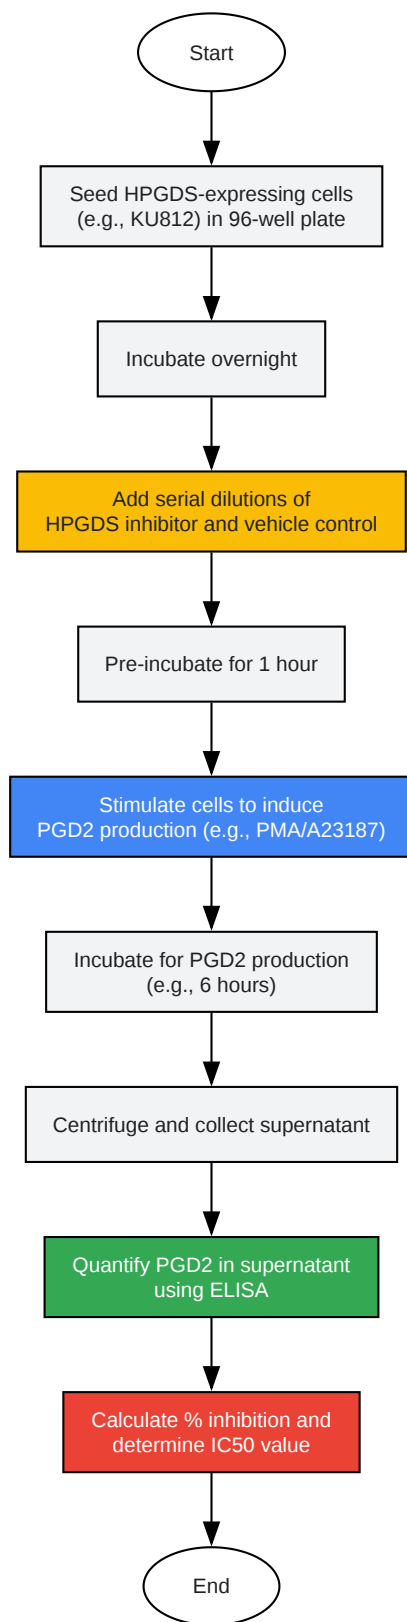 Start
Seed HPGDS-expressing cells
(e.g., KU812) in 96-well plate
Incubate overnight
Add serial dilutions of
HPGDS inhibitor and vehicle control
Pre-incubate for 1 hour
Stimulate cells to induce
PGD2 production (e.g., PMA/A23187)
Incubate for PGD2 production
(e.g., 6 hours)
Centrifuge and collect supernatant
Quantify PGD2 in supernatant
using ELISA
Calculate % inhibition and
determine IC50 value
End